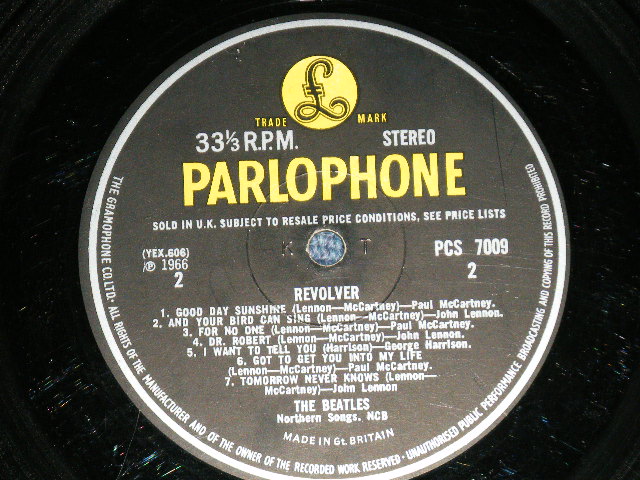 £
TRADE MARK
33⅓ R.P.M. STEREO
PARLOPHONE
SOLD IN U.K. SUBJECT TO RESALE PRICE CONDITIONS, SEE PRICE LISTS
K T
(YEX.606) PCS 7009
℗ 1966
2 2
REVOLVER
1. GOOD DAY SUNSHINE (Lennon—McCartney)—Paul McCartney.
2. AND YOUR BIRD CAN SING (Lennon—McCartney)—John Lennon.
3. FOR NO ONE (Lennon—McCartney)—Paul McCartney.
4. DR. ROBERT (Lennon—McCartney)—John Lennon.
5. I WANT TO TELL YOU (Harrison)—George Harrison.
6. GOT TO GET YOU INTO MY LIFE
(Lennon—McCartney)—Paul McCartney.
7. TOMORROW NEVER KNOWS (Lennon—
McCartney)—John Lennon
THE BEATLES
Northern Songs. NCB
MADE IN Gt. BRITAIN
THE GRAMOPHONE CO. LTD. ALL RIGHTS OF THE MANUFACTURER AND OF THE OWNER OF THE RECORDED WORK RESERVED · UNAUTHORISED PUBLIC PERFORMANCE BROADCASTING AND COPYING OF THIS RECORD PROHIBITED